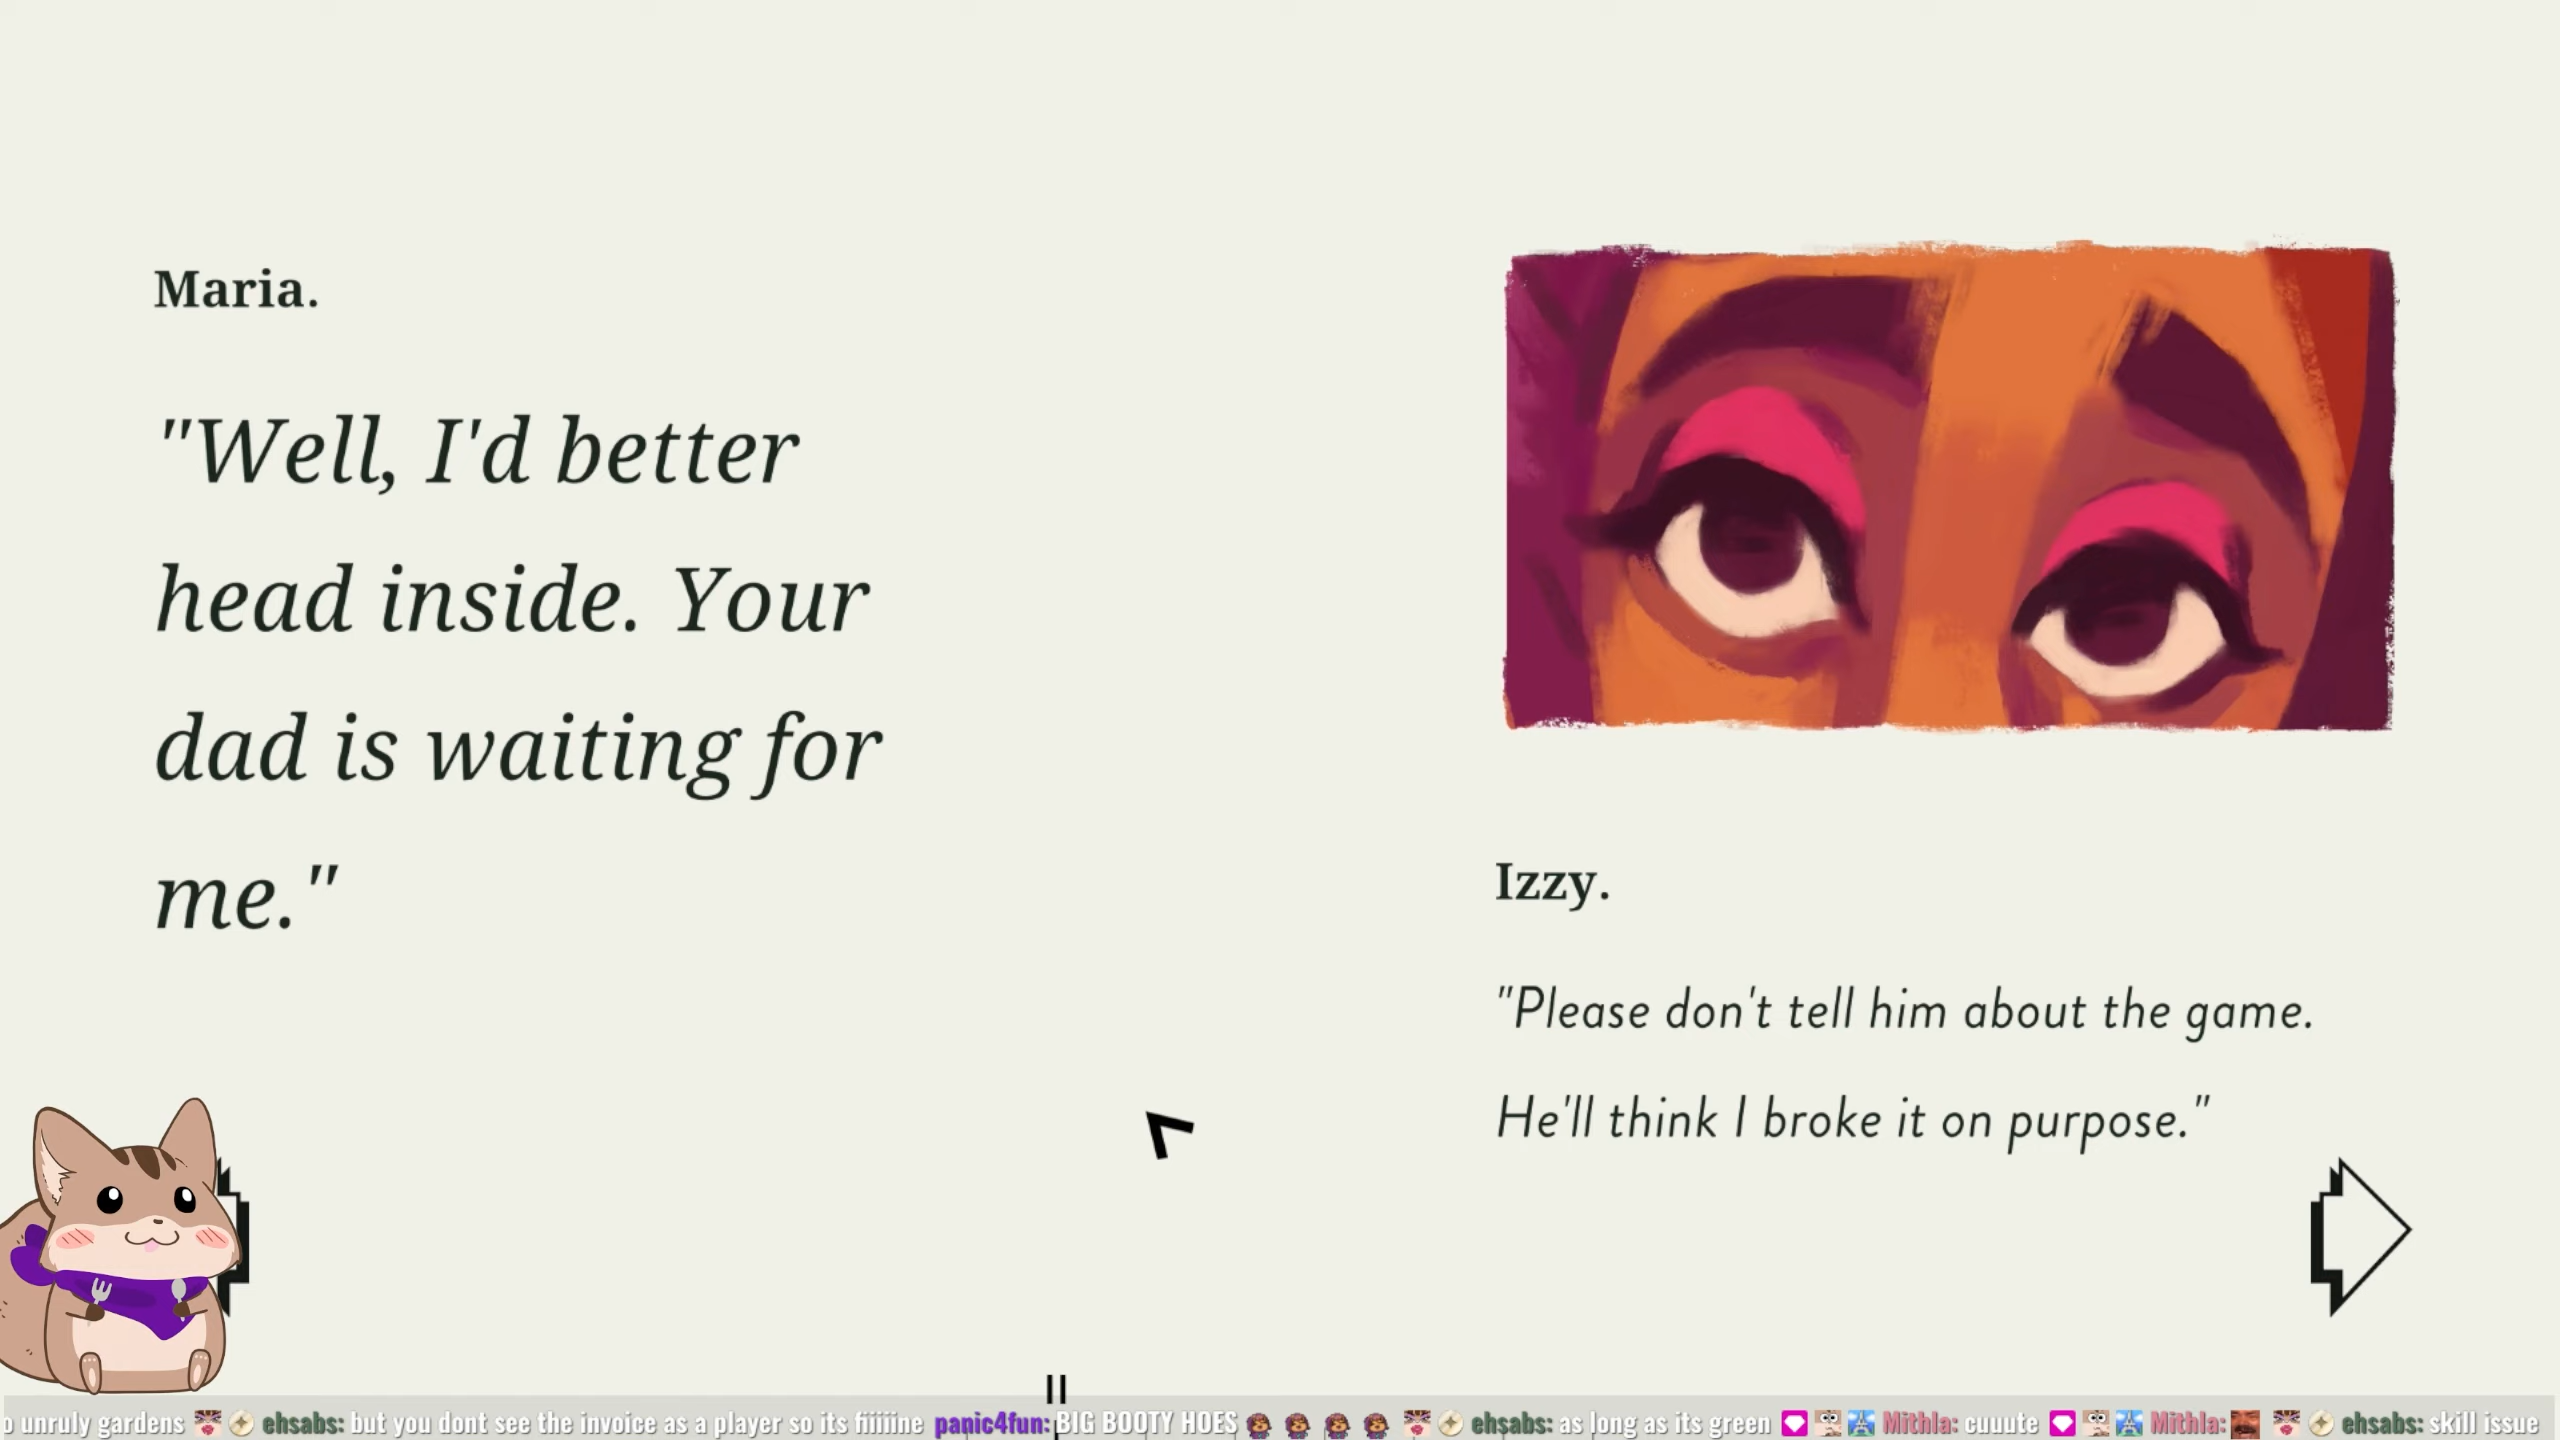 Maria.
"Well, I'd better
head inside. Your
dad is waiting for
me."
Izzy.
"Please don't tell him about the game.
He'll think I broke it on purpose."
o unruly gardens ehsabs: but you dont see the invoice as a player so its fiiiiine panic4fun: BIG BOOTY HOES ehsabs: as long as its green Mithla: cuuute Mithla: ehsabs: skill issue